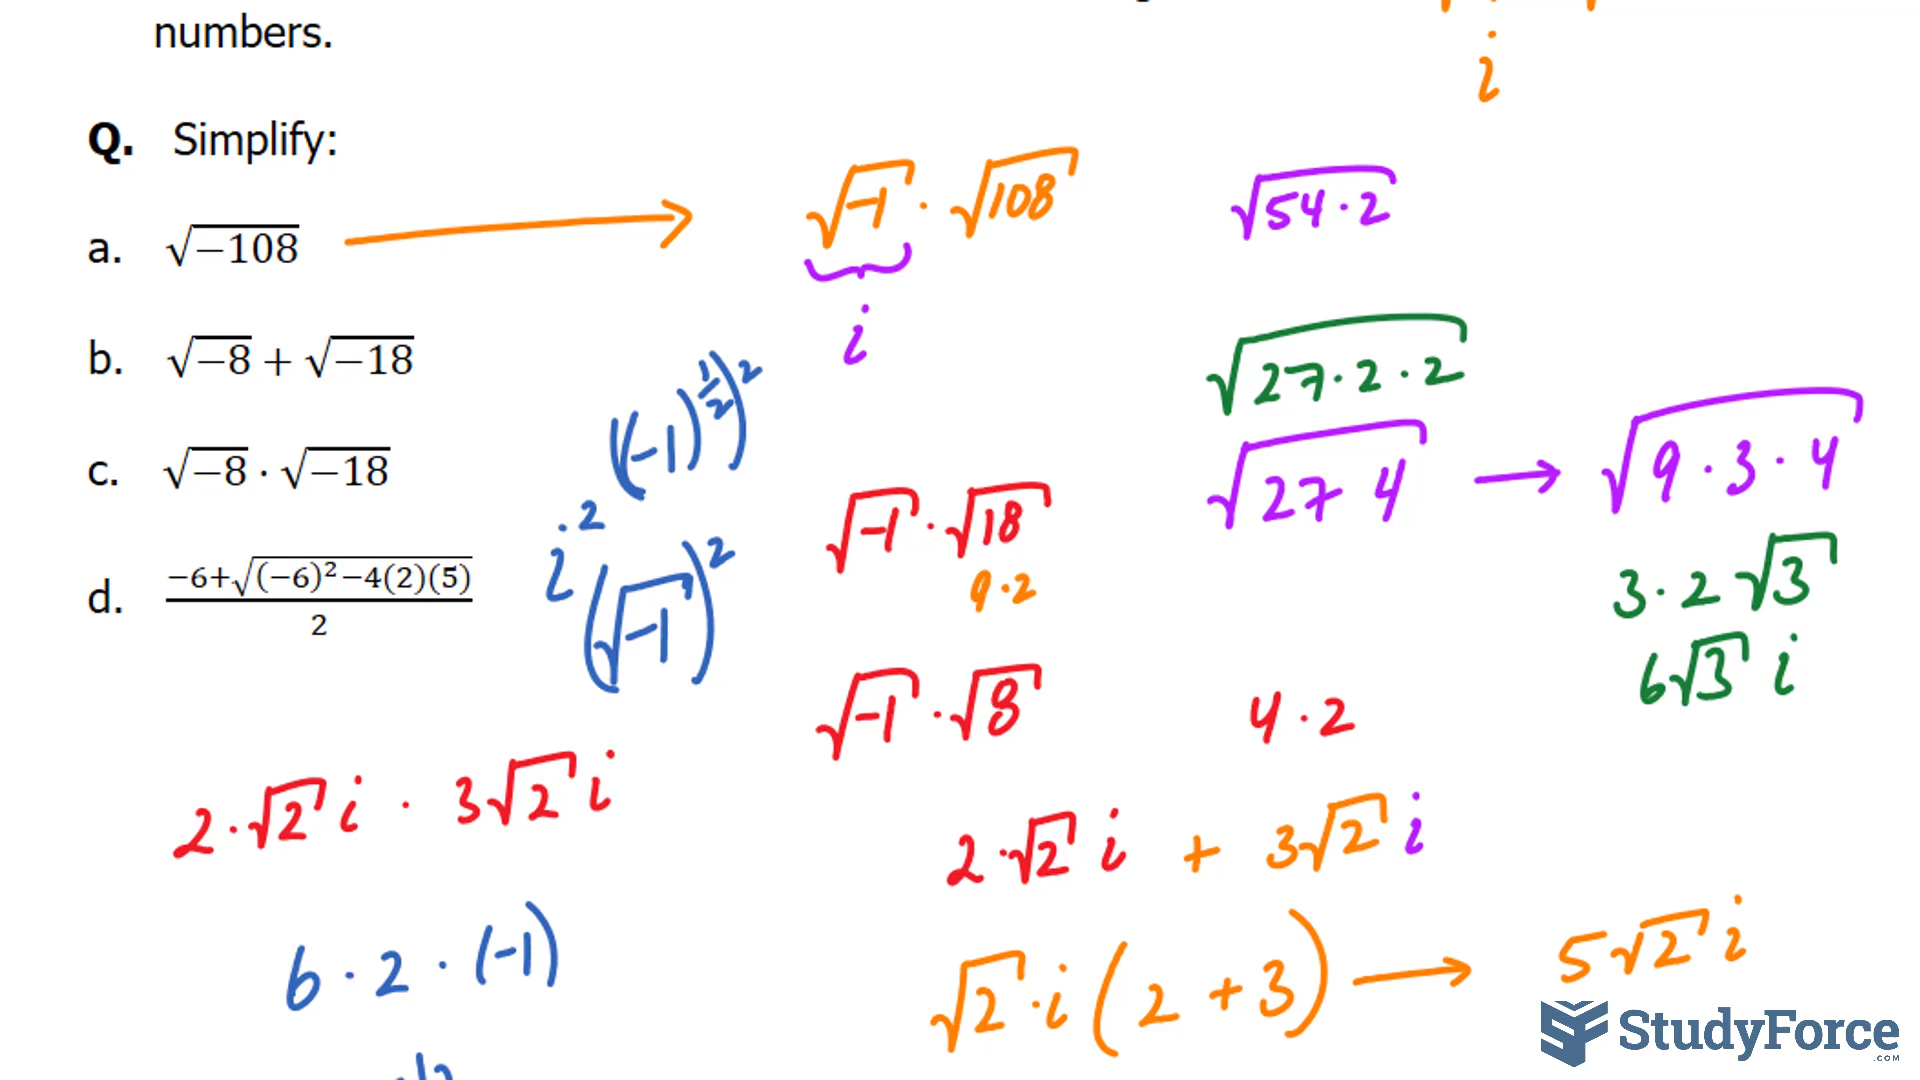 numbers.
i
Q. Simplify:
a. √−108
√-1 · √108
i
√54·2
√27·2·2
√27 4 → √9·3·4
3·2√3
6√3 i
b. √−8 + √−18
((-1)^1/2)^2
c. √−8 · √−18
i^2
(√-1)^2
√-1 · √18
9·2
d. −6+√(−6)²−4(2)(5) / 2
√-1 · √8
4·2
2·√2 i · 3√2 i
2·√2 i + 3√2 i
6·2·(-1)
√2·i(2+3) → 5√2 i
StudyForce
.COM